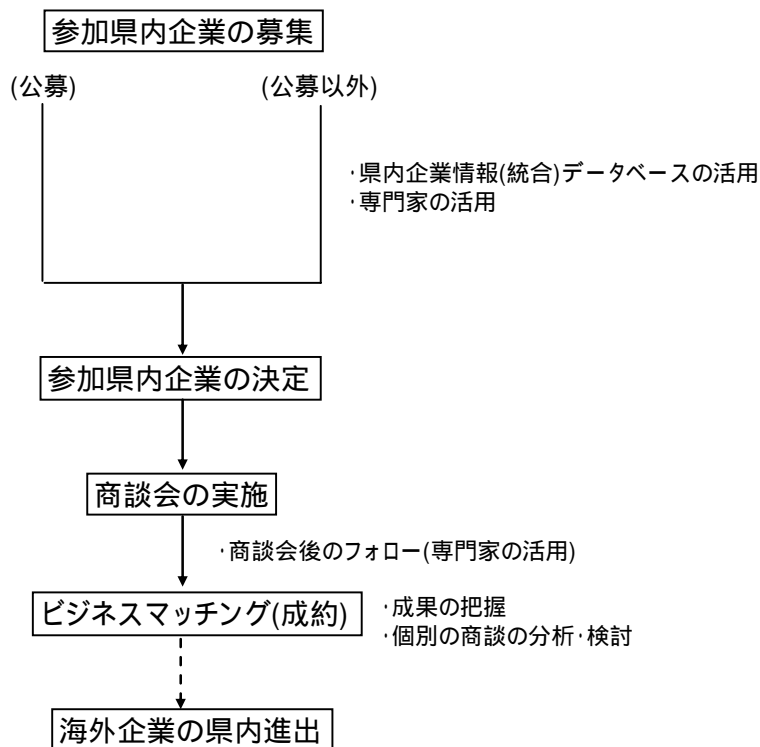 参加県内企業の募集
(公募)
(公募以外)
・県内企業情報(統合)データベースの活用
・専門家の活用
参加県内企業の決定
商談会の実施
・商談会後のフォロー(専門家の活用)
ビジネスマッチング(成約)
・成果の把握
・個別の商談の分析・検討
海外企業の県内進出